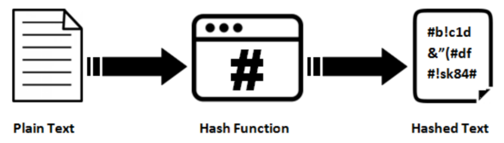 #
#b!c1d
&"(#df
#!sk84#
Plain Text
Hash Function
Hashed Text